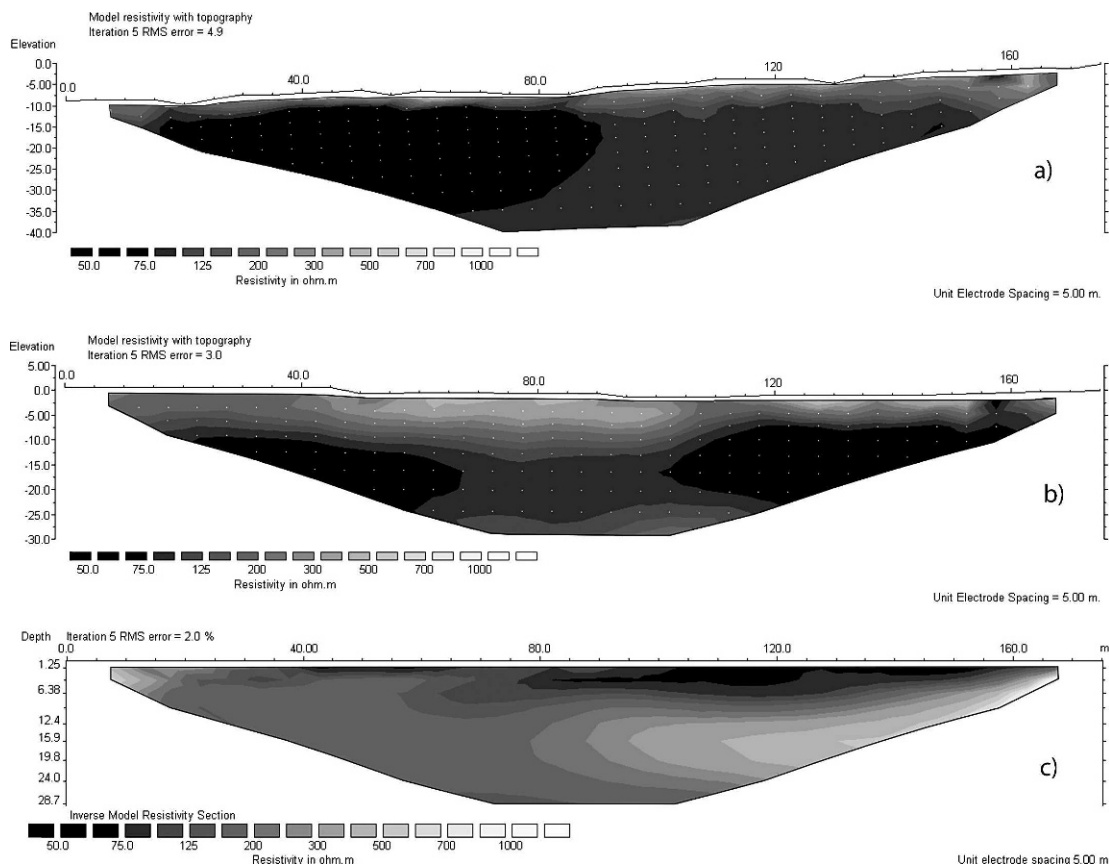 Model resistivity with topography
Iteration 5 RMS error = 4.9
Elevation
0.0
-5.0
-10.0
-15.0
-20.0
-25.0
-30.0
-35.0
-40.0
0.0 40.0 80.0 120 160
a)
50.0 75.0 125 200 300 500 700 1000
Resistivity in ohm.m
Unit Electrode Spacing = 5.00 m.
Model resistivity with topography
Iteration 5 RMS error = 3.0
Elevation
5.00
0.0
-5.00
-10.0
-15.0
-20.0
-25.0
-30.0
0.0 40.0 80.0 120 160
b)
50.0 75.0 125 200 300 500 700 1000
Resistivity in ohm.m
Unit Electrode Spacing = 5.00 m.
Depth Iteration 5 RMS error = 2.0 %
0.0 40.00 80.0 120.0 160.0 m
1.25
6.38
12.4
15.9
19.8
24.0
28.7
c)
Inverse Model Resistivity Section
50.0 75.0 125 200 300 500 700 1000
Resistivity in ohm.m
Unit electrode spacing 5.00 m